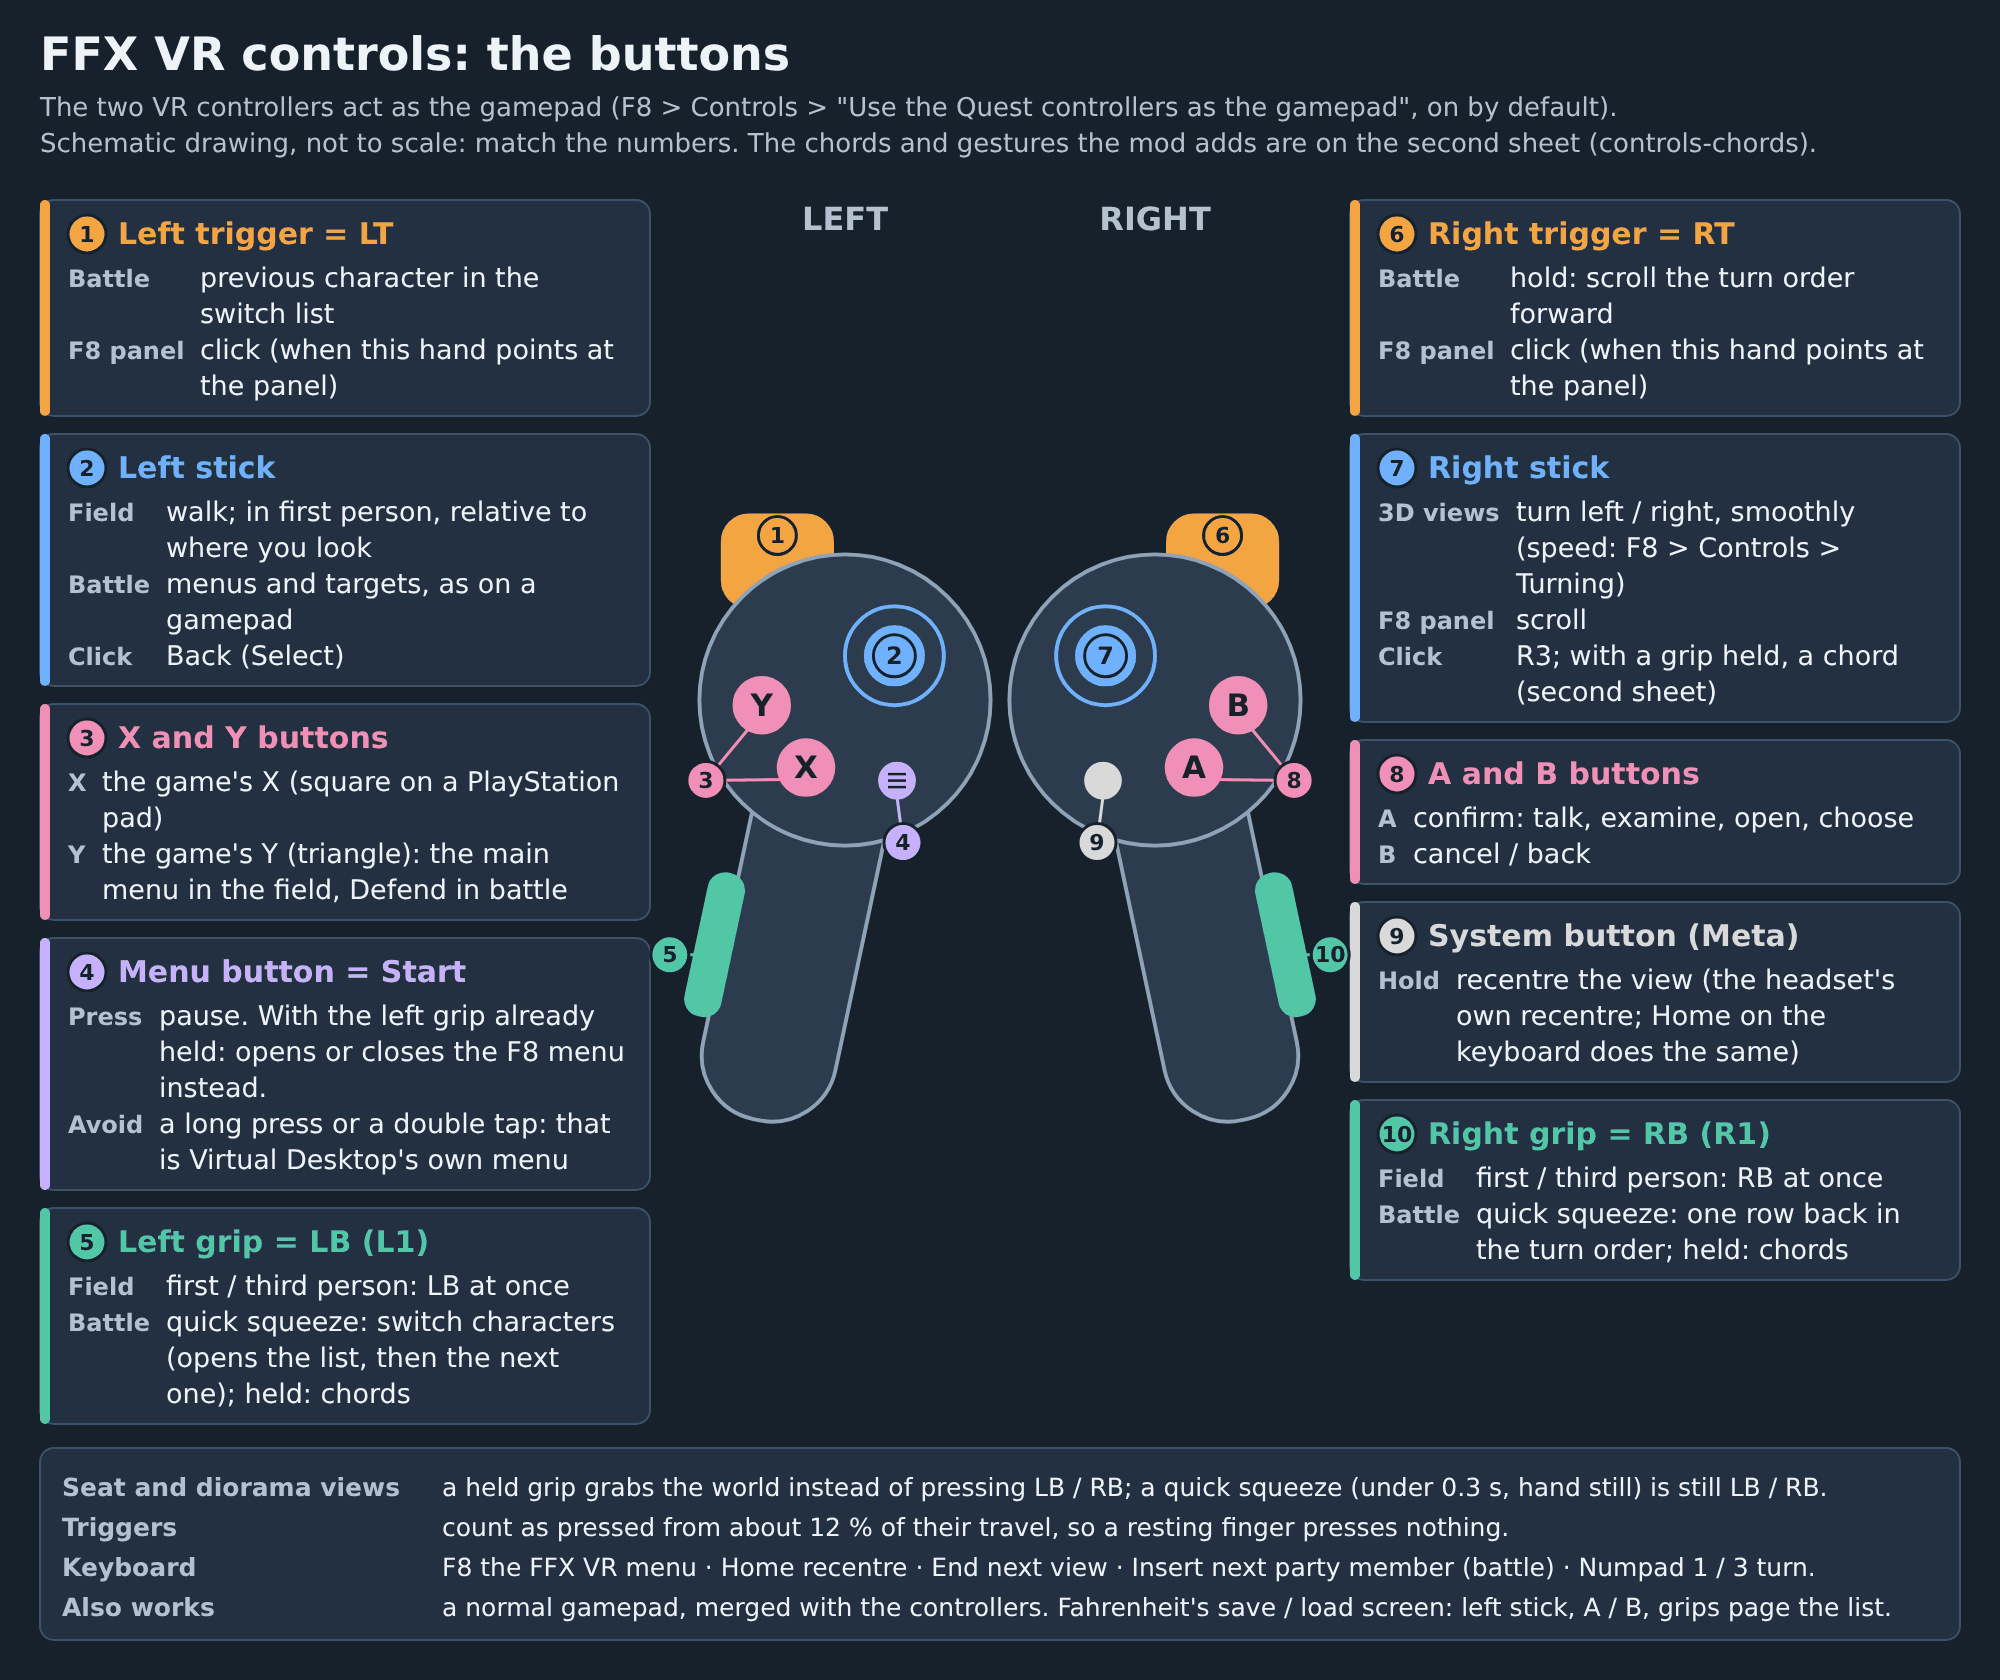 FFX VR controls: the buttons
The two VR controllers act as the gamepad (F8 > Controls > "Use the Quest controllers as the gamepad", on by default).
Schematic drawing, not to scale: match the numbers. The chords and gestures the mod adds are on the second sheet (controls-chords).
1 Left trigger = LT
Battle previous character in the
switch list
F8 panel click (when this hand points at
the panel)
2 Left stick
Field walk; in first person, relative to
where you look
Battle menus and targets, as on a
gamepad
Click Back (Select)
3 X and Y buttons
X the game's X (square on a PlayStation
pad)
Y the game's Y (triangle): the main
menu in the field, Defend in battle
4 Menu button = Start
Press pause. With the left grip already
held: opens or closes the F8 menu
instead.
Avoid a long press or a double tap: that
is Virtual Desktop's own menu
5 Left grip = LB (L1)
Field first / third person: LB at once
Battle quick squeeze: switch characters
(opens the list, then the next
one); held: chords
LEFT
RIGHT
1
6
2
7
Y
B
X
A
3
8
4
9
5
10
6 Right trigger = RT
Battle hold: scroll the turn order
forward
F8 panel click (when this hand points at
the panel)
7 Right stick
3D views turn left / right, smoothly
(speed: F8 > Controls >
Turning)
F8 panel scroll
Click R3; with a grip held, a chord
(second sheet)
8 A and B buttons
A confirm: talk, examine, open, choose
B cancel / back
9 System button (Meta)
Hold recentre the view (the headset's
own recentre; Home on the
keyboard does the same)
10 Right grip = RB (R1)
Field first / third person: RB at once
Battle quick squeeze: one row back in
the turn order; held: chords
Seat and diorama views a held grip grabs the world instead of pressing LB / RB; a quick squeeze (under 0.3 s, hand still) is still LB / RB.
Triggers count as pressed from about 12 % of their travel, so a resting finger presses nothing.
Keyboard F8 the FFX VR menu · Home recentre · End next view · Insert next party member (battle) · Numpad 1 / 3 turn.
Also works a normal gamepad, merged with the controllers. Fahrenheit's save / load screen: left stick, A / B, grips page the list.